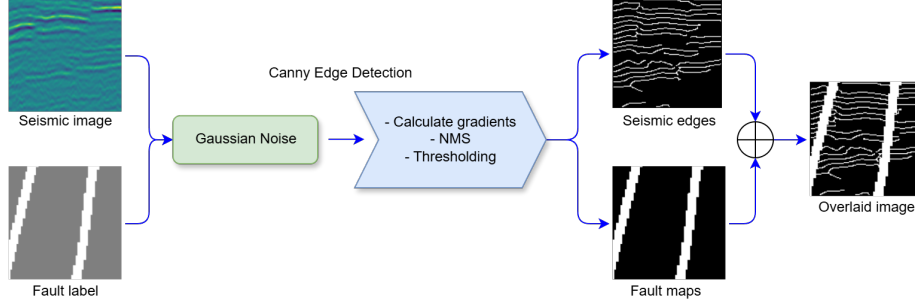 Seismic image
Fault label
Gaussian Noise
Canny Edge Detection
- Calculate gradients
- NMS
- Thresholding
Seismic edges
Fault maps
Overlaid image